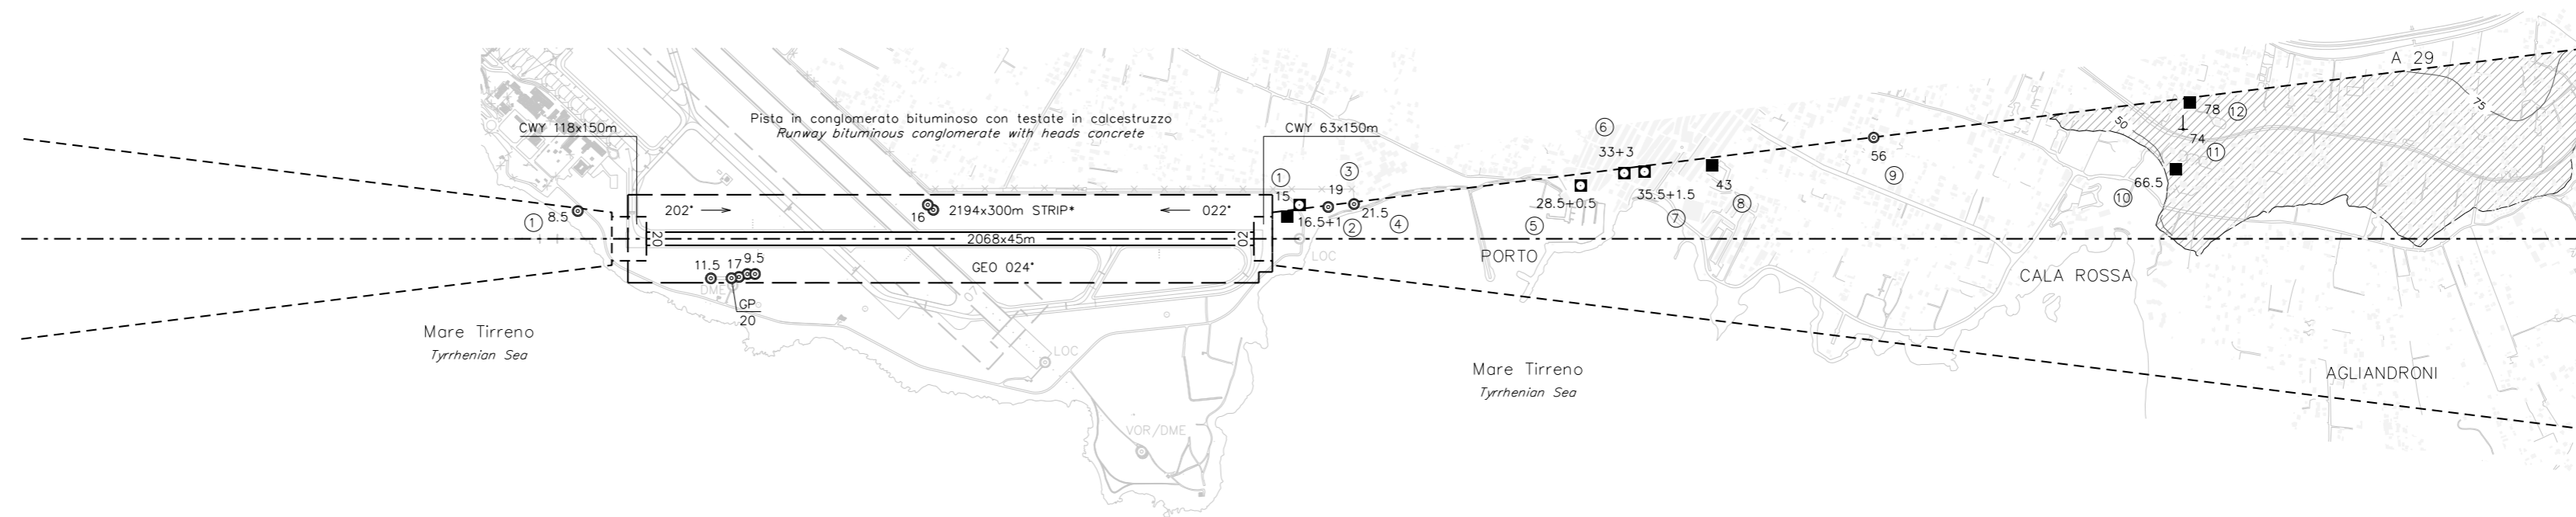 A 29
75
78 ⑫
50
74
⑪
66.5
⑩
Pista in conglomerato bituminoso con testate in calcestruzzo
Runway bituminous conglomerate with heads concrete
CWY 118x150m
CWY 63x150m
⑥
33+3
56
⑨
① 8.5
202°
16
2194x300m STRIP*
022°
①
15
③
19
16.5+1
②
21.5
④
28.5+0.5
⑤
35.5+1.5
⑦
43
⑧
20
2068x45m
02
LOC
PORTO
GEO 024°
11.5
17
9.5
DME
GP
20
07
CALA ROSSA
Mare Tirreno
Tyrrhenian Sea
LOC
Mare Tirreno
Tyrrhenian Sea
AGLIANDRONI
VOR/DME